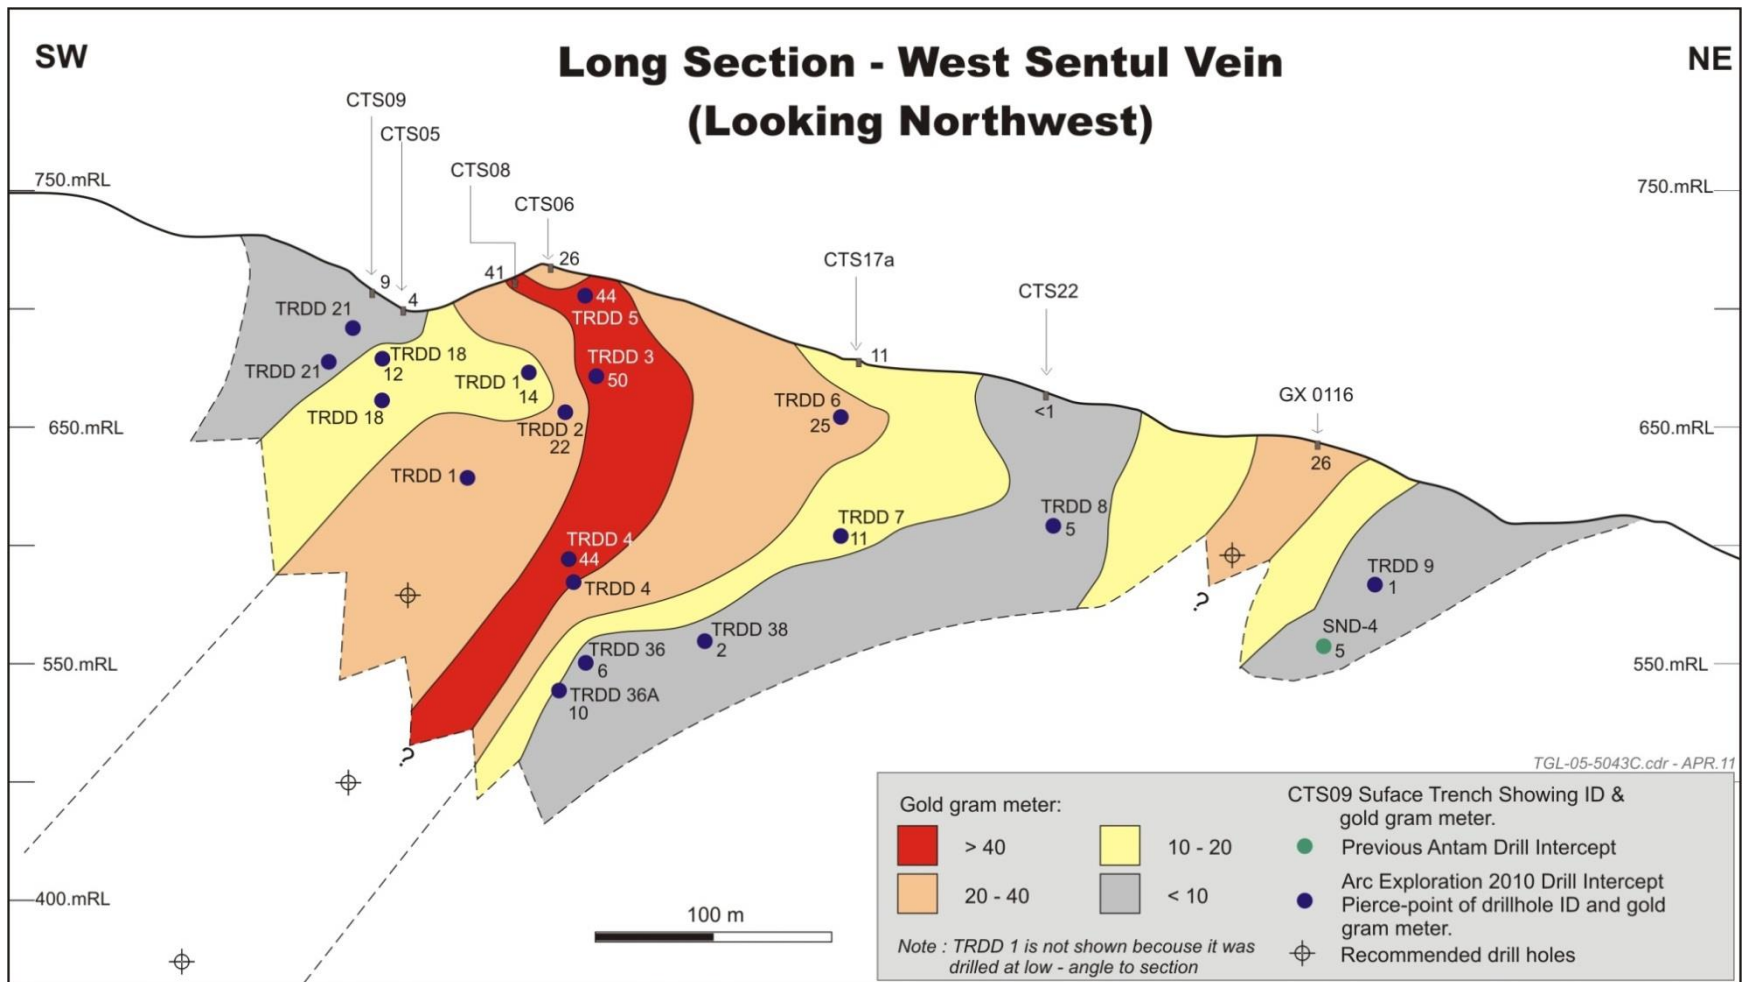 SW
Long Section - West Sentul Vein
(Looking Northwest)
NE
CTS09
CTS05
CTS08
CTS06
CTS17a
CTS22
GX 0116
750.mRL
750.mRL
9
4
41
26
11
<1
26
TRDD 21
TRDD 21
TRDD 18
12
TRDD 18
TRDD 1
14
TRDD 2
22
TRDD 1
44
TRDD 5
TRDD 3
50
TRDD 6
25
TRDD 4
44
TRDD 4
TRDD 7
11
TRDD 8
5
TRDD 9
1
SND-4
5
TRDD 38
2
TRDD 36
6
TRDD 36A
10
650.mRL
650.mRL
550.mRL
550.mRL
400.mRL
?
?
100 m
TGL-05-5043C.cdr - APR.11
Gold gram meter:
> 40
10 - 20
20 - 40
< 10
Note : TRDD 1 is not shown becouse it was
drilled at low - angle to section
CTS09 Suface Trench Showing ID &
gold gram meter.
Previous Antam Drill Intercept
Arc Exploration 2010 Drill Intercept
Pierce-point of drillhole ID and gold
gram meter.
Recommended drill holes